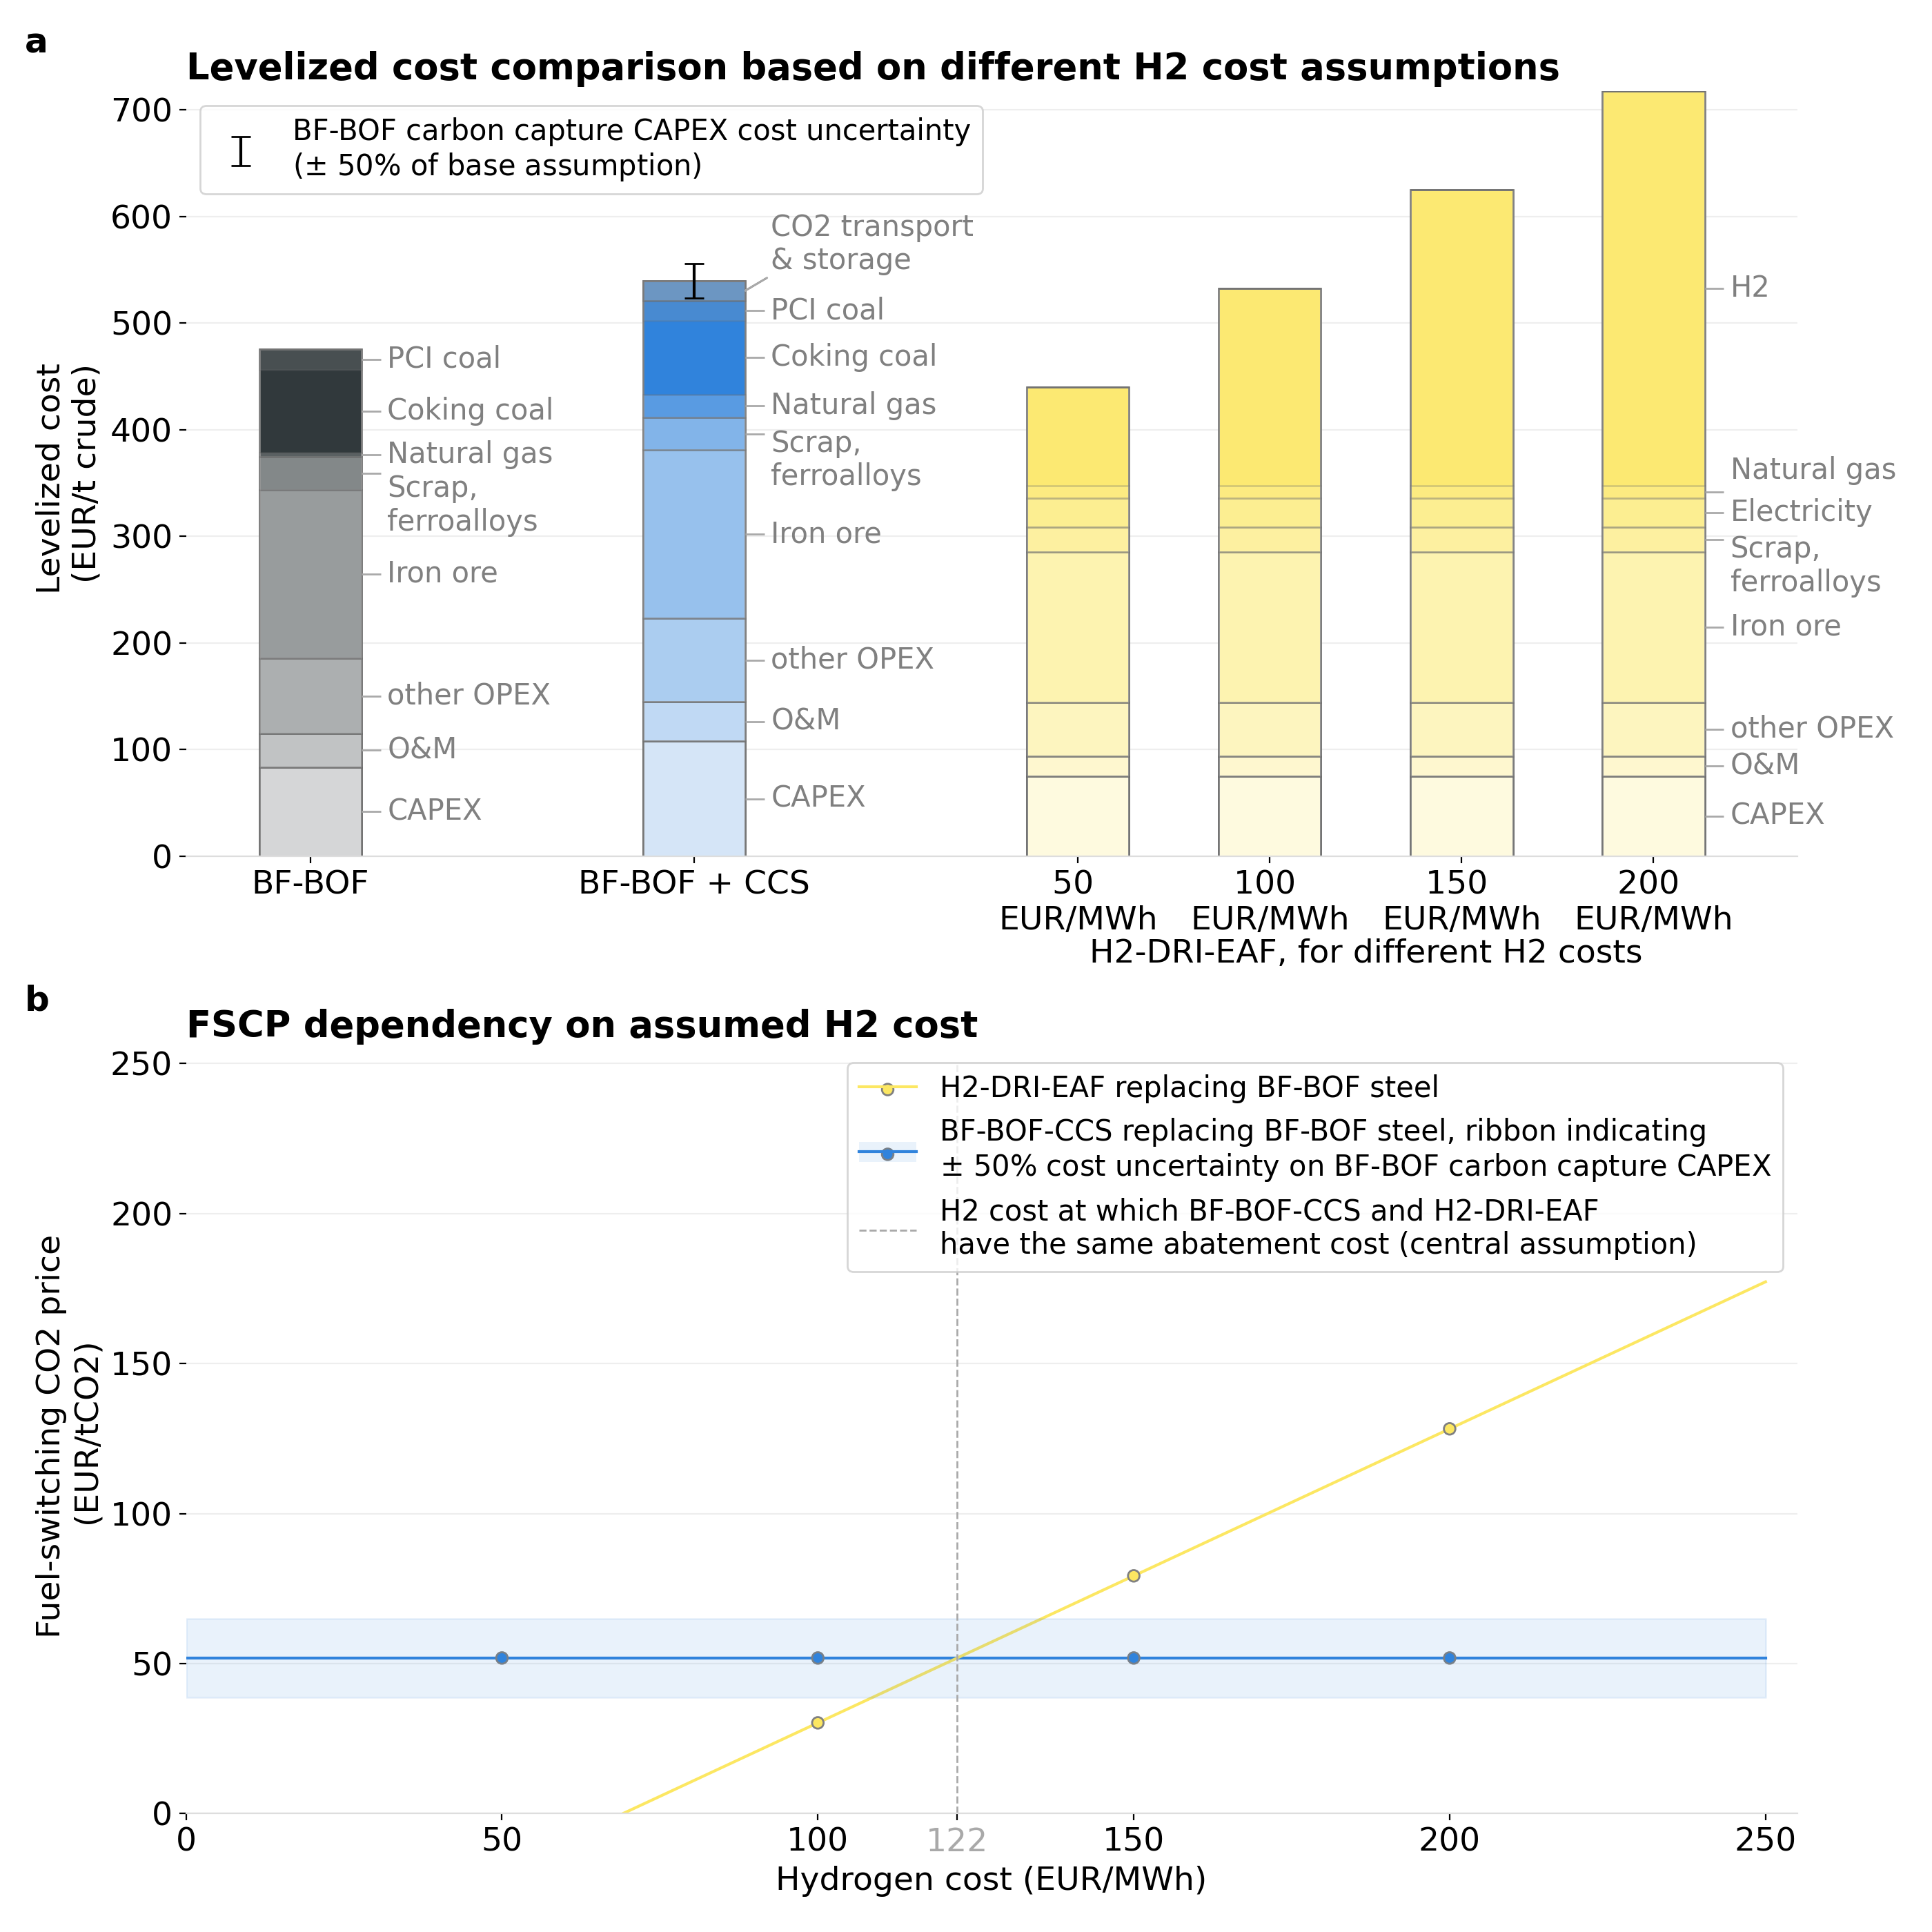 a
Levelized cost comparison based on different H2 cost assumptions
BF-BOF carbon capture CAPEX cost uncertainty
(± 50% of base assumption)
Levelized cost
(EUR/t crude)
700
600
500
400
300
200
100
0
PCI coal
Coking coal
Natural gas
Scrap,
ferroalloys
Iron ore
other OPEX
O&M
CAPEX
CO2 transport
& storage
PCI coal
Coking coal
Natural gas
Scrap,
ferroalloys
Iron ore
other OPEX
O&M
CAPEX
H2
Natural gas
Electricity
Scrap,
ferroalloys
Iron ore
other OPEX
O&M
CAPEX
BF-BOF
BF-BOF + CCS
50
EUR/MWh
100
EUR/MWh
150
EUR/MWh
200
EUR/MWh
H2-DRI-EAF, for different H2 costs
b
FSCP dependency on assumed H2 cost
H2-DRI-EAF replacing BF-BOF steel
BF-BOF-CCS replacing BF-BOF steel, ribbon indicating
± 50% cost uncertainty on BF-BOF carbon capture CAPEX
H2 cost at which BF-BOF-CCS and H2-DRI-EAF
have the same abatement cost (central assumption)
Fuel-switching CO2 price
(EUR/tCO2)
250
200
150
100
50
0
0
50
100
122
150
200
250
Hydrogen cost (EUR/MWh)